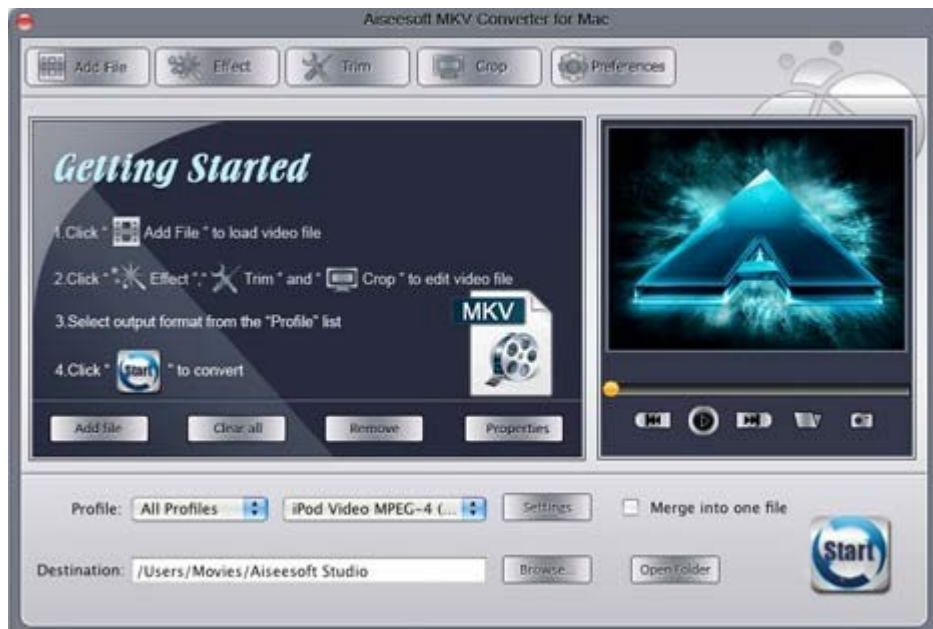 Aiseesoft MKV Converter for Mac
Add File
Effect
Trim
Crop
Preferences
Getting Started
1.Click " Add File " to load video file
2.Click " Effect "," Trim " and " Crop " to edit video file
3.Select output format from the "Profile" list
4.Click " Start " to convert
MKV
Add file
Clear all
Remove
Properties
Profile: All Profiles iPod Video MPEG-4 (... Settings Merge into one file
Destination: /Users/Movies/Aiseesoft Studio Browse... Open Folder
Start